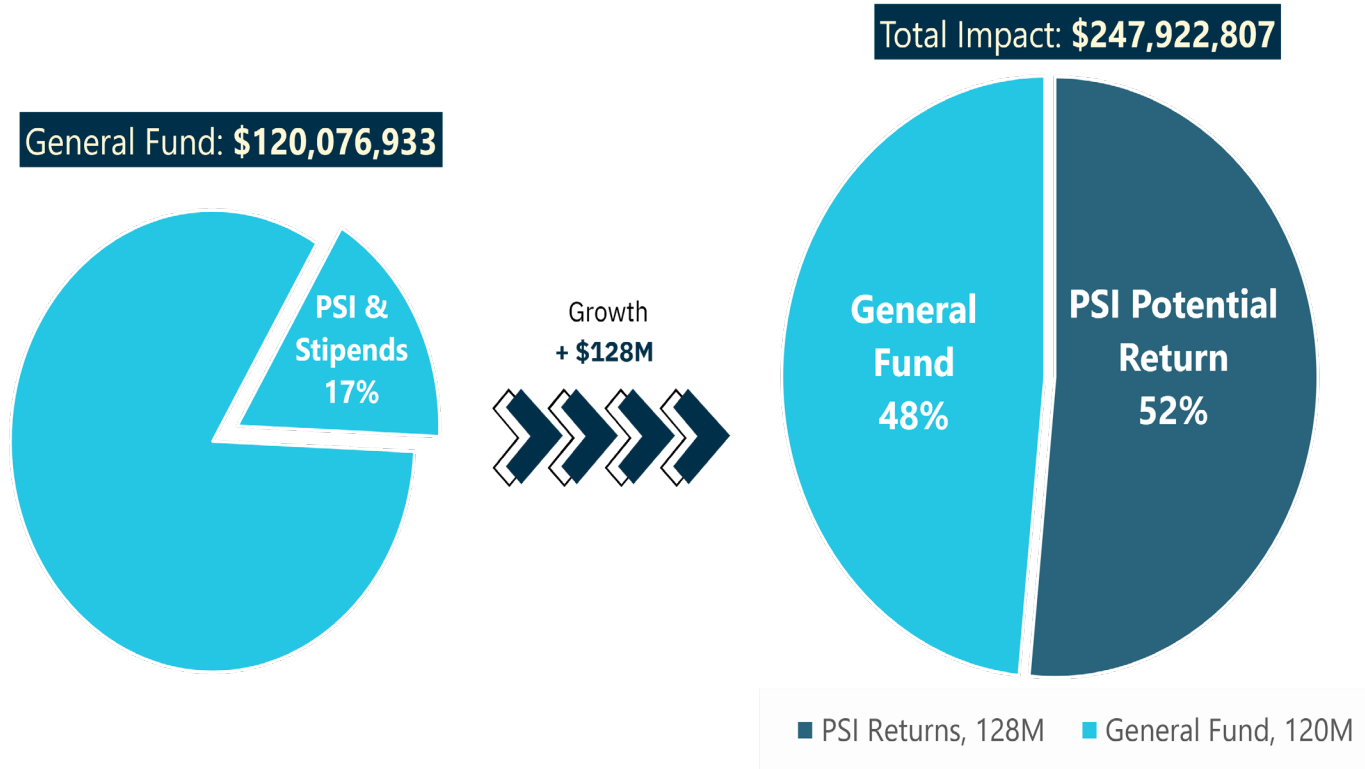 General Fund: $120,076,933
PSI &
Stipends
17%
Growth
+ $128M
Total Impact: $247,922,807
General
Fund
48%
PSI Potential
Return
52%
PSI Returns, 128M
General Fund, 120M